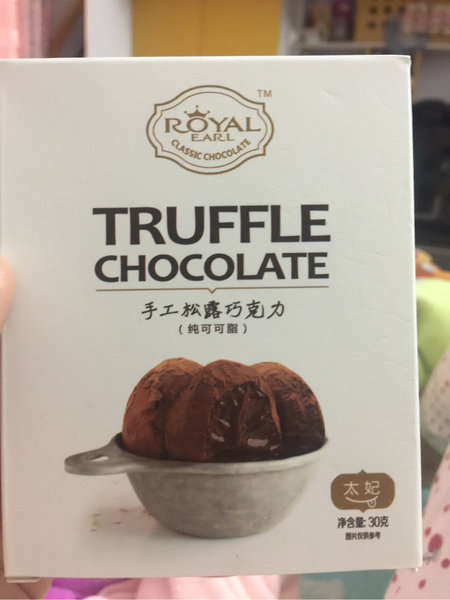 TM
ROYAL
EARL
CLASSIC CHOCOLATE
TRUFFLE
CHOCOLATE
手工松露巧克力
（纯可可脂）
太妃
净含量:30克
图片仅供参考